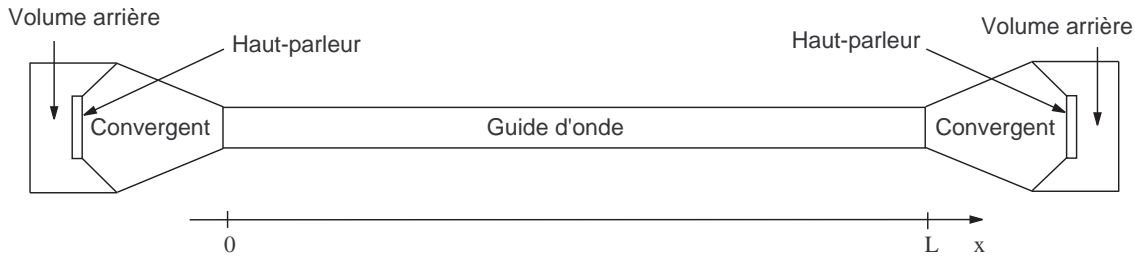 Volume arrière
Haut-parleur
Haut-parleur
Volume arrière
Convergent
Guide d'onde
Convergent
0
L
x